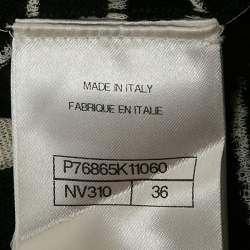 MADE IN ITALY
FABRIQUE EN ITALIE
P76865K11060
NV310 36